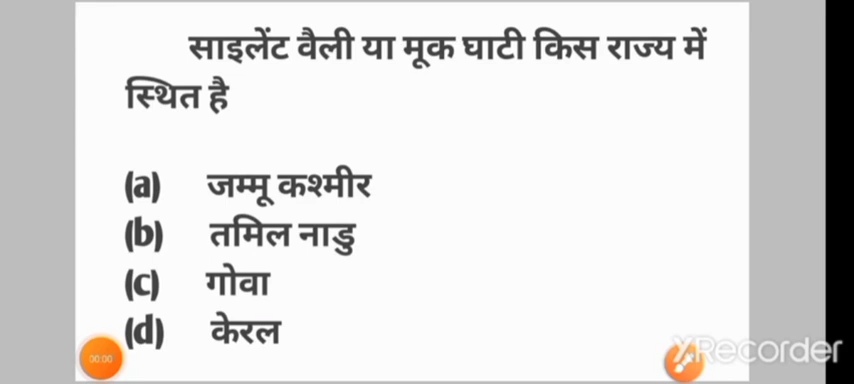 साइलेंट वैली या मूक घाटी किस राज्य में
स्थित है
(a) जम्मू कश्मीर
(b) तमिल नाडु
(c) गोवा
(d) केरल
00:00
XRecorder